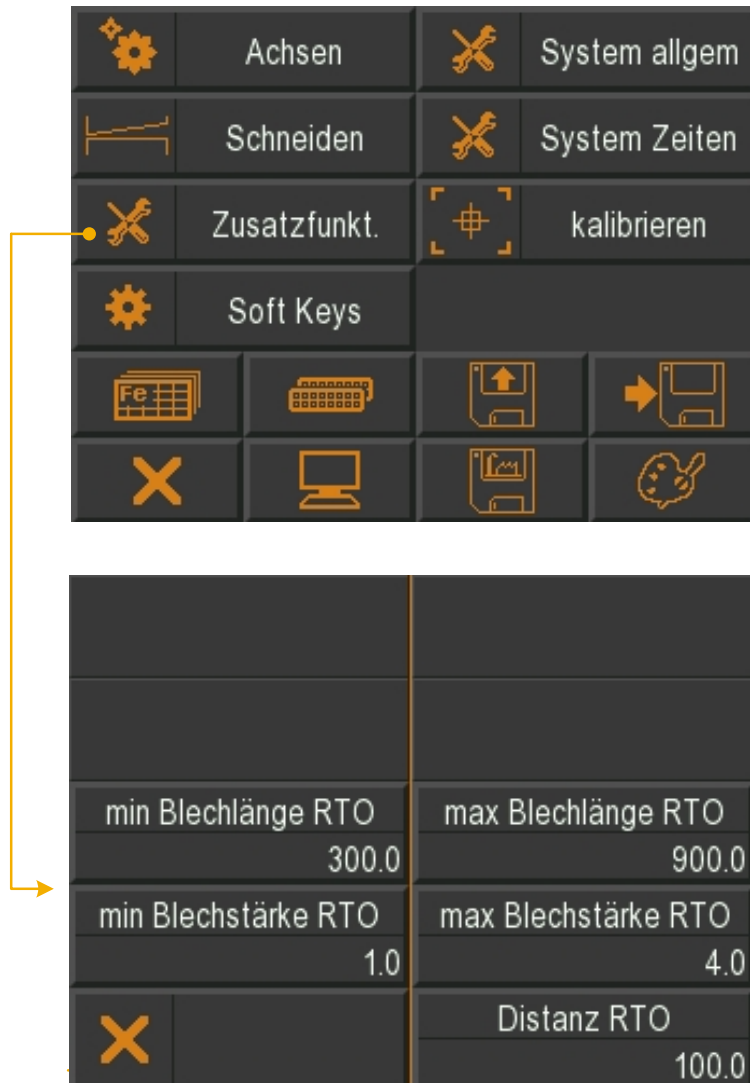 Achsen
System allgem
Schneiden
System Zeiten
Zusatzfunkt.
kalibrieren
Soft Keys
Fe
min Blechlänge RTO
300.0
max Blechlänge RTO
900.0
min Blechstärke RTO
1.0
max Blechstärke RTO
4.0
Distanz RTO
100.0